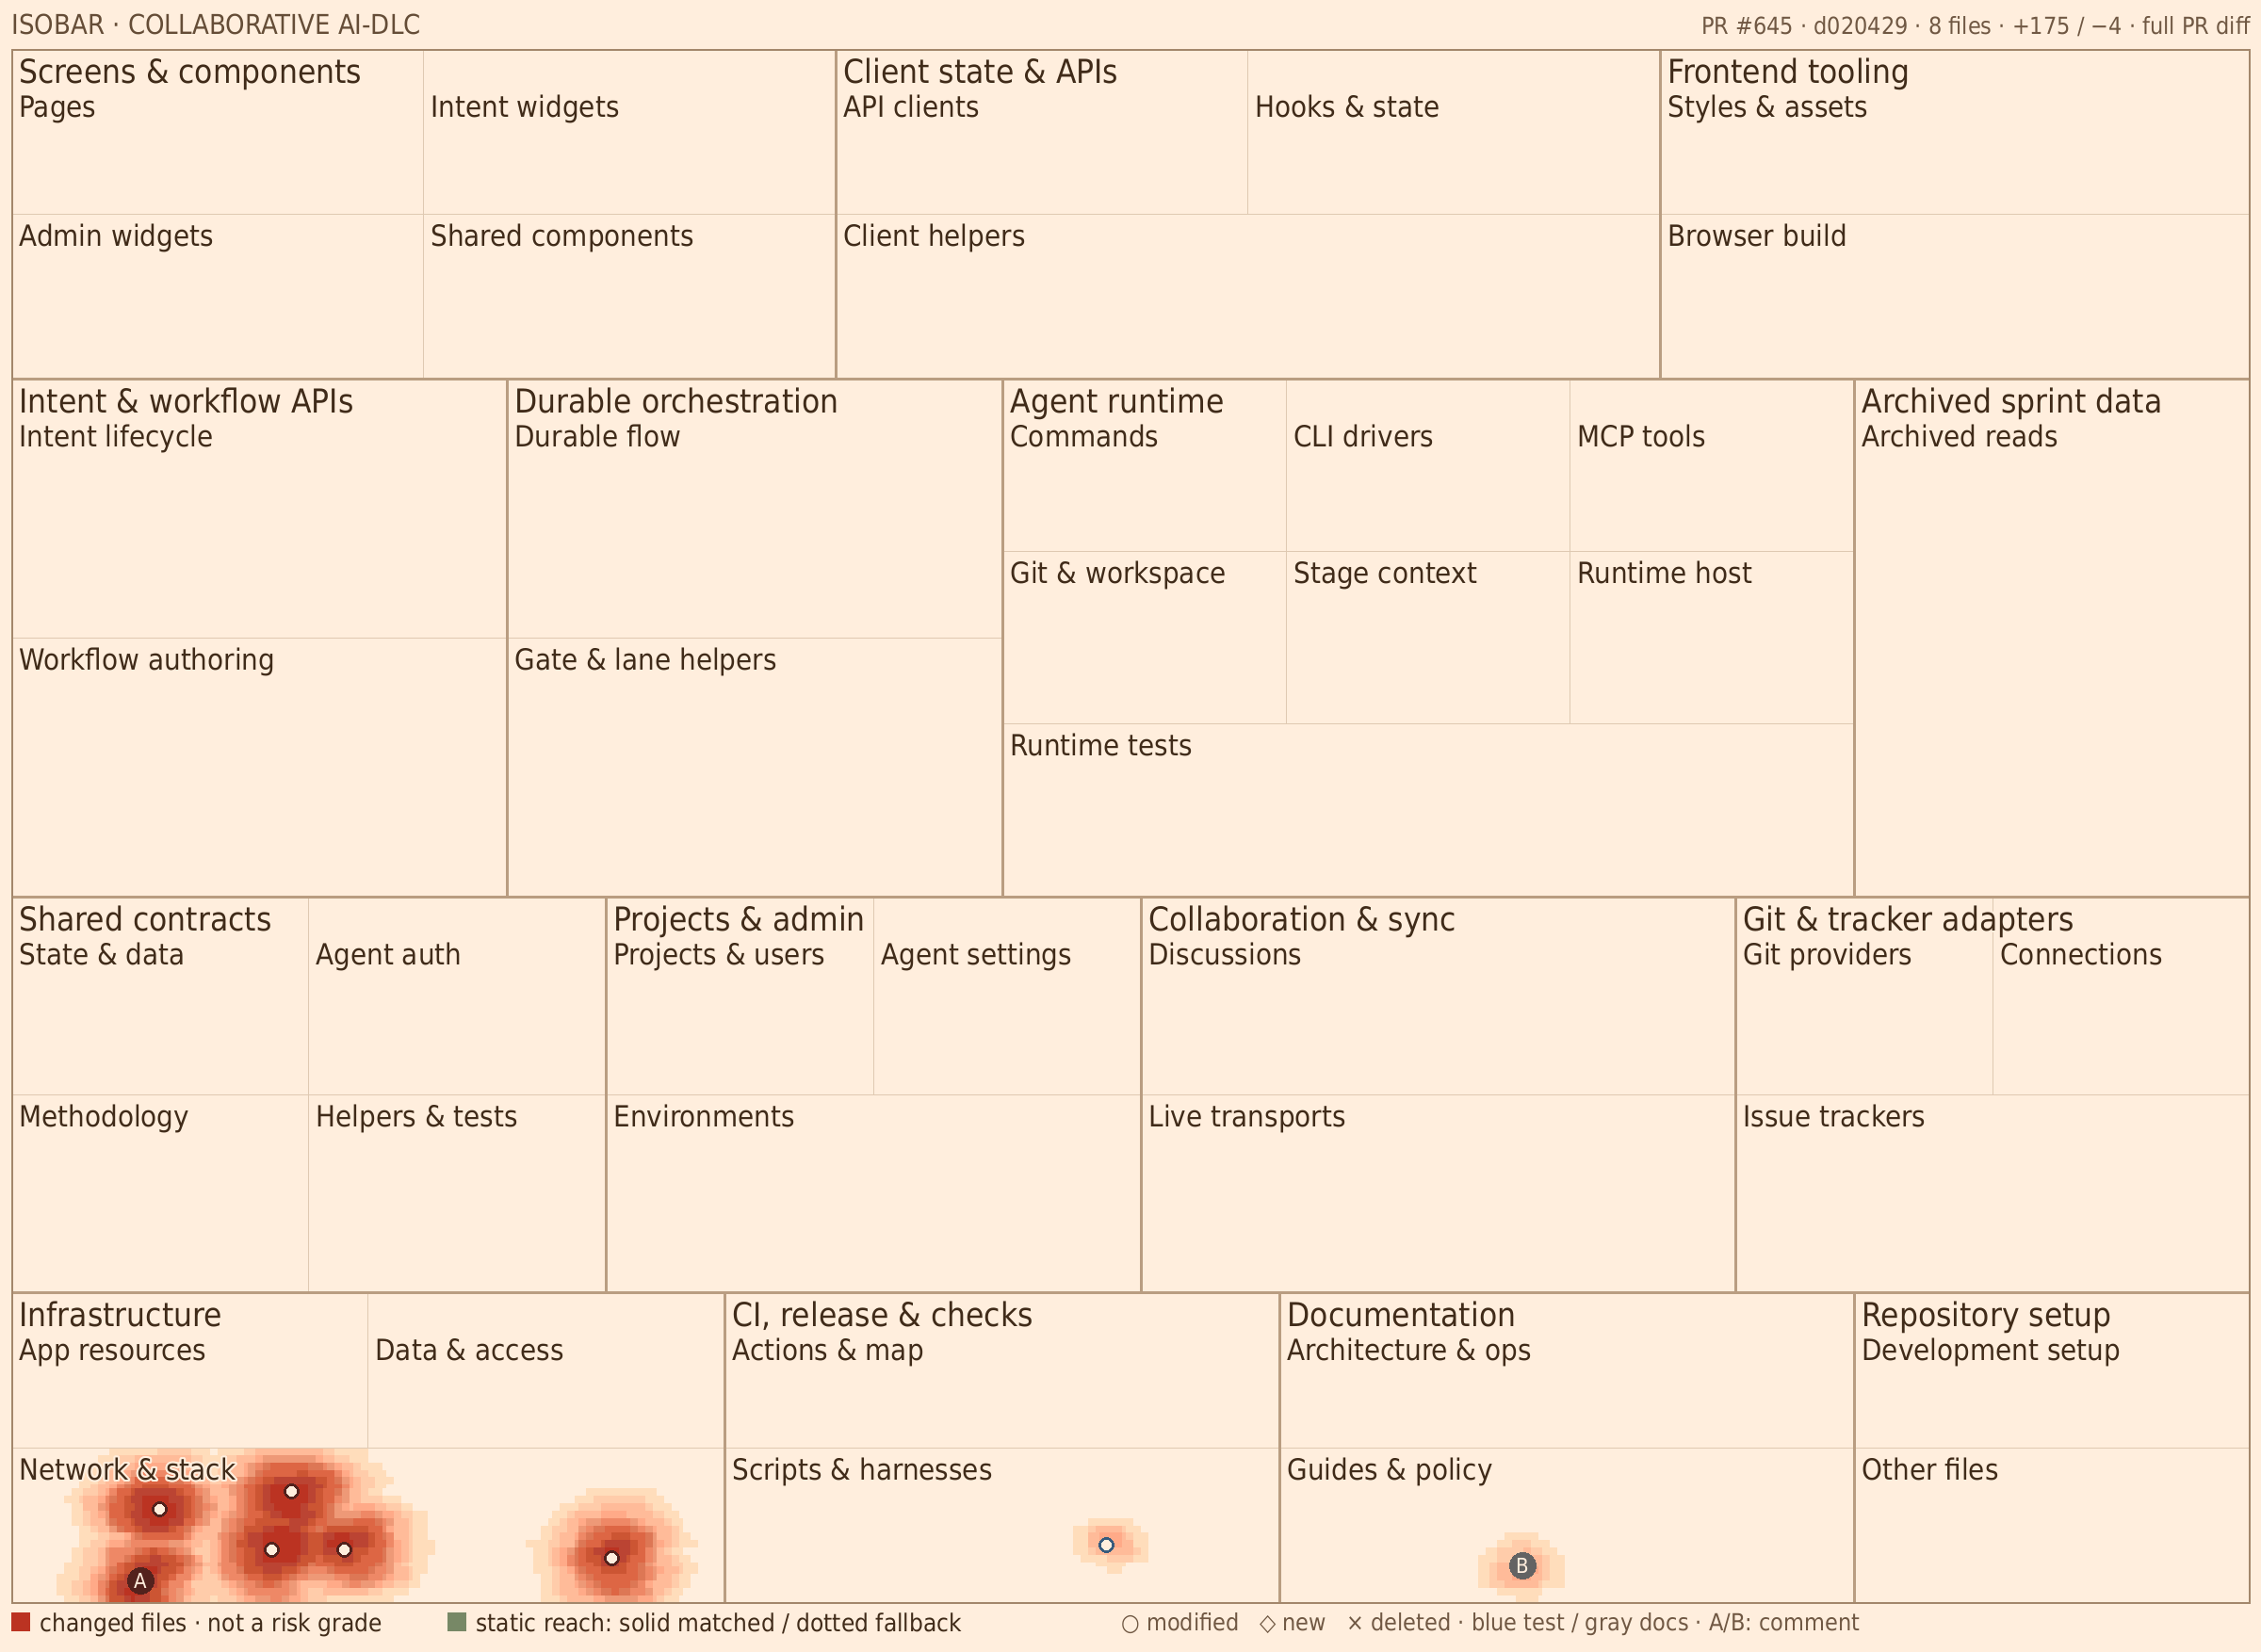 ISOBAR · COLLABORATIVE AI-DLC
PR #645 · d020429 · 8 files · +175 / −4 · full PR diff
Screens & components
Pages
Intent widgets
Admin widgets
Shared components
Client state & APIs
API clients
Hooks & state
Client helpers
Frontend tooling
Styles & assets
Browser build
Intent & workflow APIs
Intent lifecycle
Workflow authoring
Durable orchestration
Durable flow
Gate & lane helpers
Agent runtime
Commands
CLI drivers
MCP tools
Git & workspace
Stage context
Runtime host
Runtime tests
Archived sprint data
Archived reads
Shared contracts
State & data
Agent auth
Methodology
Helpers & tests
Projects & admin
Projects & users
Agent settings
Environments
Collaboration & sync
Discussions
Live transports
Git & tracker adapters
Git providers
Connections
Issue trackers
Infrastructure
App resources
Data & access
Network & stack
A
CI, release & checks
Actions & map
Scripts & harnesses
Documentation
Architecture & ops
Guides & policy
B
Repository setup
Development setup
Other files
changed files · not a risk grade
static reach: solid matched / dotted fallback
○ modified ◇ new × deleted · blue test / gray docs · A/B: comment